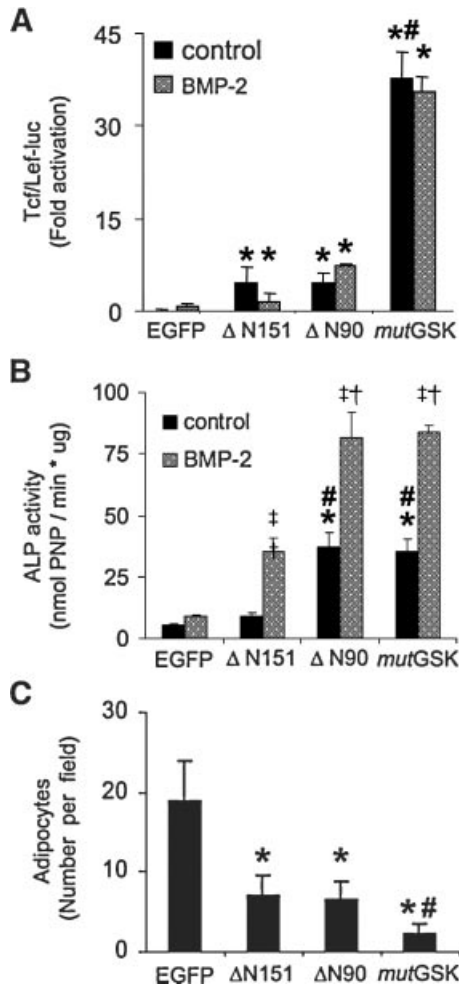 A
Tcf/Lef-luc
(Fold activation)
45
30
15
0
control
BMP-2
* *
* *
*#
*
EGFP
Δ N151
Δ N90
mutGSK
B
ALP activity
(nmol PNP / min * ug)
100
75
50
25
0
control
BMP-2
‡
#
*
‡†
#
*
‡†
EGFP
Δ N151
Δ N90
mutGSK
C
Adipocytes
(Number per field)
30
20
10
0
*
*
*#
EGFP
ΔN151
ΔN90
mutGSK